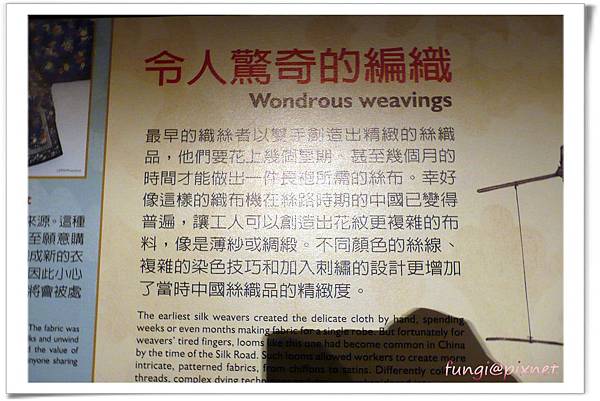 令人驚奇的編織
Wondrous weavings
最早的織絲者以雙手創造出精緻的絲織
品，他們要花上幾個星期、甚至幾個月的
時間才能做出一件長袍所需的絲布。幸好
像這樣的織布機在絲路時期的中國已變得
普遍，讓工人可以創造出花紋更複雜的布
料，像是薄紗或綢緞。不同顏色的絲線、
複雜的染色技巧和加入刺繡的設計更增加
了當時中國絲織品的精緻度。
The earliest silk weavers created the delicate cloth by hand, spending
weeks or even months making fabric for a single robe. But fortunately for
weavers' tired fingers, looms like this one had become common in China
by the time of the Silk Road. Such looms allowed workers to create more
intricate, patterned fabrics, from chiffons to satins. Differently
threads, complex dying
來源。這種
至願意購
成新的衣
因此小心
將會被處
The fabric was
ks and unwind
d the value of
nyone sharing
fungi@pixnet